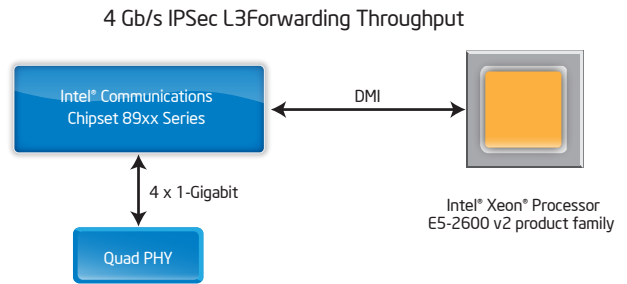 4 Gb/s IPSec L3Forwarding Throughput
Intel® Communications
Chipset 89xx Series
DMI
4 x 1-Gigabit
Intel® Xeon® Processor
E5-2600 v2 product family
Quad PHY